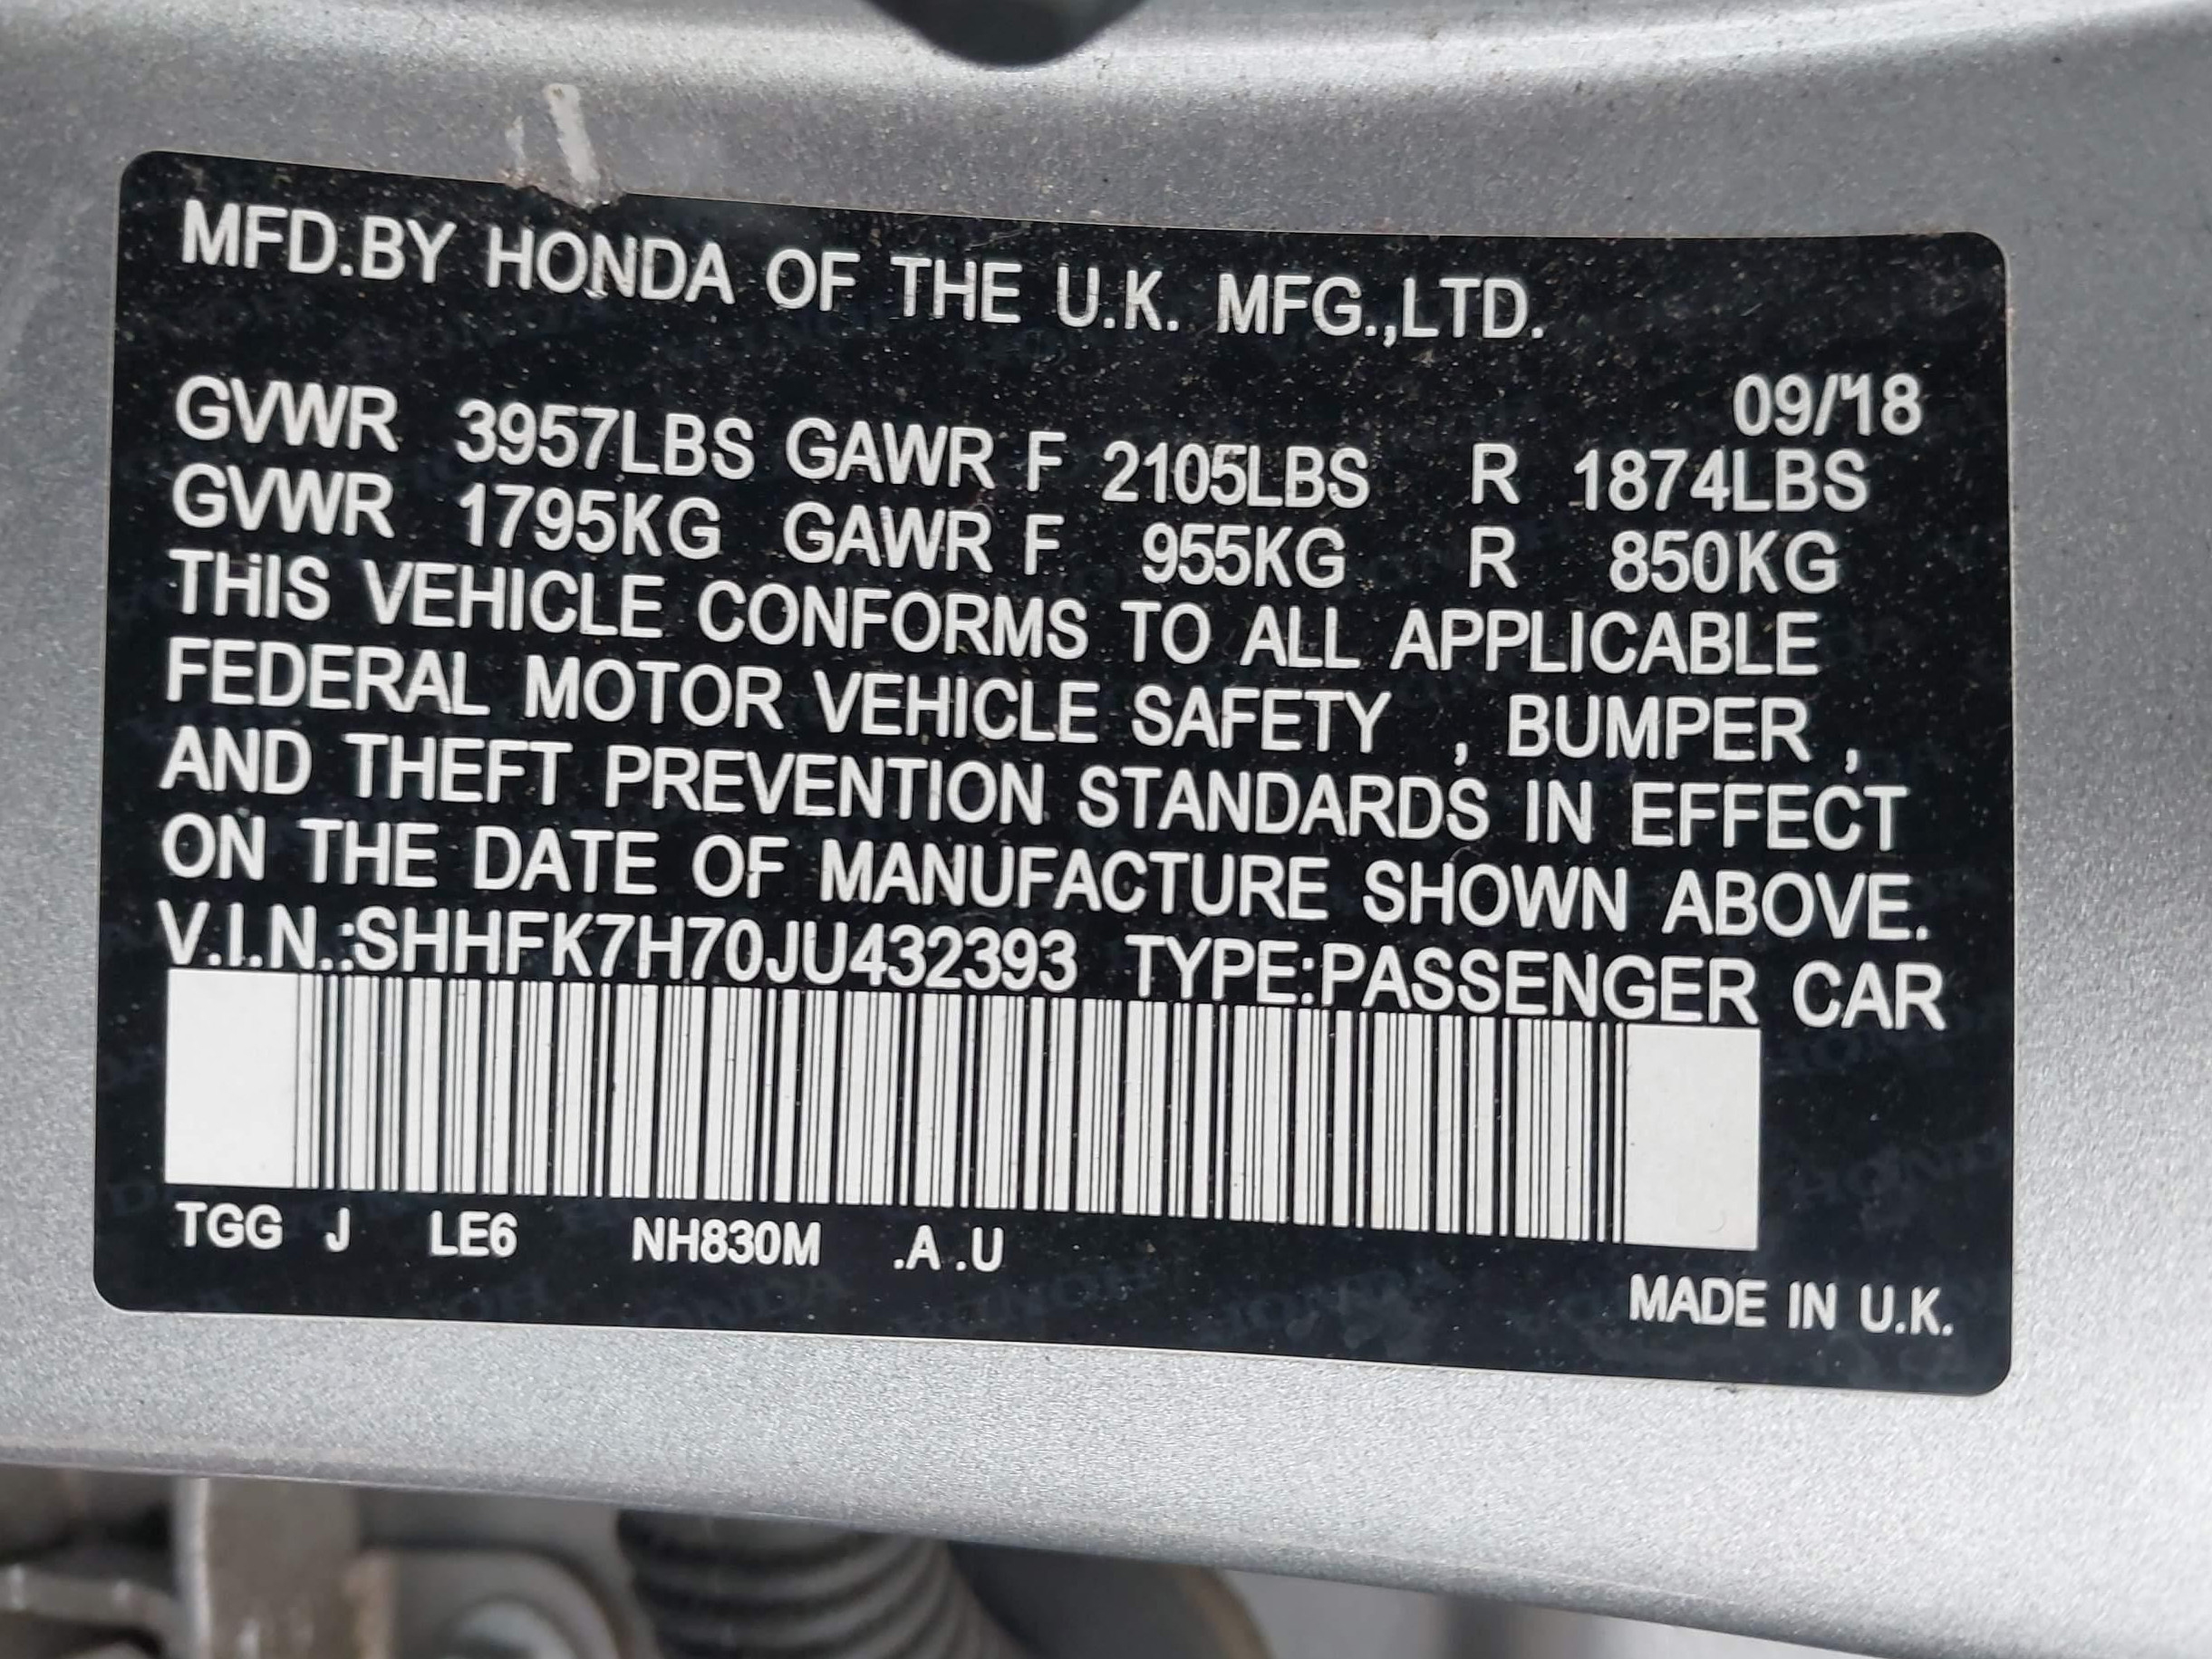 MFD.BY HONDA OF THE U.K. MFG.,LTD.
09/'18
GVWR 3957LBS GAWR F 2105LBS R 1874LBS
GVWR 1795KG GAWR F 955KG R 850KG
THIS VEHICLE CONFORMS TO ALL APPLICABLE
FEDERAL MOTOR VEHICLE SAFETY , BUMPER ,
AND THEFT PREVENTION STANDARDS IN EFFECT
ON THE DATE OF MANUFACTURE SHOWN ABOVE.
V.I.N.:SHHFK7H70JU432393 TYPE:PASSENGER CAR
TGG J LE6 NH830M .A .U
MADE IN U.K.